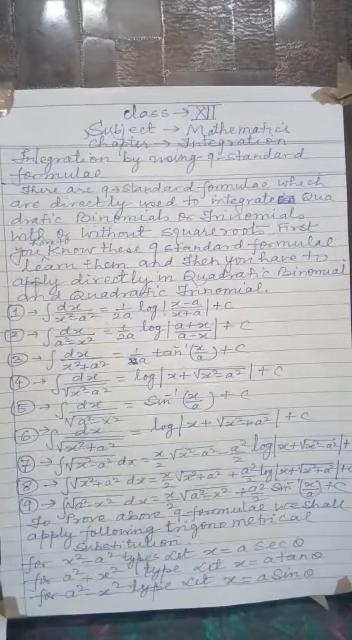 class → XII
Subject → Mathematics
Chapter → Integration
Integration by using 9-standard
formulae
There are 9 standard formulae which
are directly used to integrate Qua
dratic Binomials or Trinomials
with or without square roots. First
You have to Know these 9 standard formulae
learn them and then you have to
apply directly in Quadratic Binomial
and Quadratic Trinomial.
① → ∫ dx/(x²-a²) = 1/2a log|(x-a)/(x+a)| + C
② → ∫ dx/(a²-x²) = 1/2a log|(a+x)/(a-x)| + C
③ → ∫ dx/(x²+a²) = 1/a tan⁻¹(x/a) + C
④ → ∫ dx/√(x²-a²) = log|x+√(x²-a²)| + C
⑤ → ∫ dx/√(a²-x²) = Sin⁻¹(x/a) + C
⑥ → ∫ dx/√(x²+a²) = log|x+√(x²+a²)| + C
⑦ → ∫√(x²-a²) dx = x/2 √(x²-a²) - a²/2 log|x+√(x²-a²)| +
⑧ → ∫√(x²+a²) dx = x/2 √(x²+a²) + a²/2 log|x+√(x²+a²)| + C
⑨ → ∫√(a²-x²) dx = x/2 √(a²-x²) + a²/2 Sin⁻¹(x/a) + C
To Prove above 9-formulae we shall
apply following trigonometrical
Substitution
for x²-a² types Let x = a secθ
for a²+x² type Let x = a tanθ
for a²-x² type Let x = a sinθ